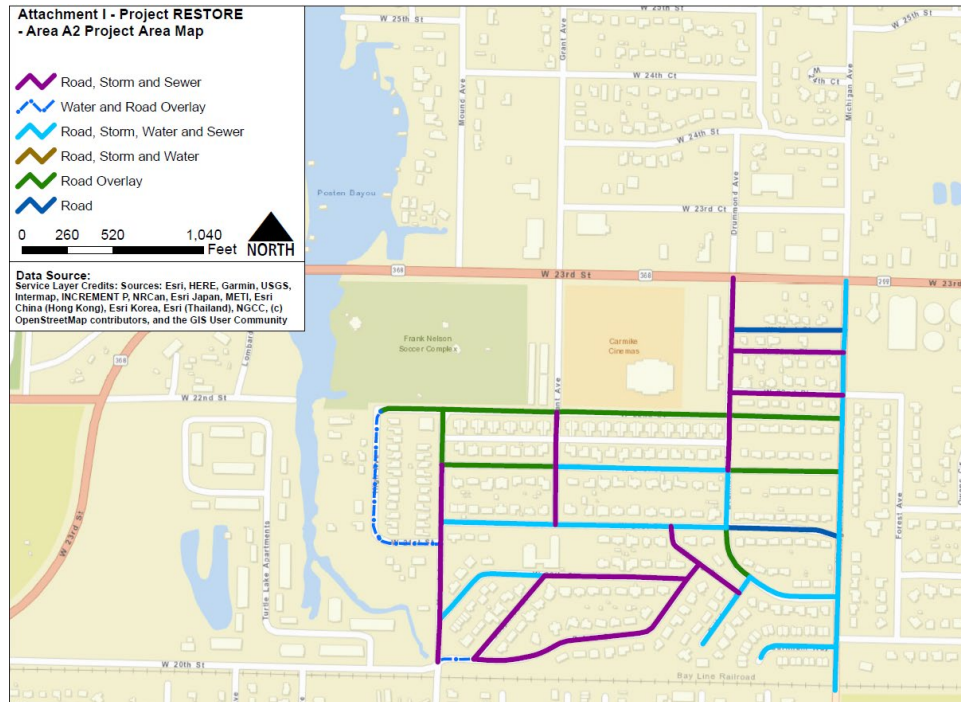 Attachment I - Project RESTORE
- Area A2 Project Area Map
Road, Storm and Sewer
Water and Road Overlay
Road, Storm, Water and Sewer
Road, Storm and Water
Road Overlay
Road
0 260 520 1,040
Feet
NORTH
Data Source:
Service Layer Credits: Sources: Esri, HERE, Garmin, USGS,
Intermap, INCREMENT P, NRCan, Esri Japan, METI, Esri
China (Hong Kong), Esri Korea, Esri (Thailand), NGCC, (c)
OpenStreetMap contributors, and the GIS User Community
W 25th St
W 25th St
W 25th St
Grant Ave
Michigan Ave
Mound Ave
W 24th Ct
W 24th St
Posten Bayou
Drummond Ave
W 23rd Ct
368
W 23rd St
368
298
W 23rd
Frank Nelson
Soccer Complex
Carmike
Cinemas
Lombard
368
W 22nd St
W 23rd St
Turtle Lake Apartments
Forest Ave
W 20th St
Bay Line Railroad